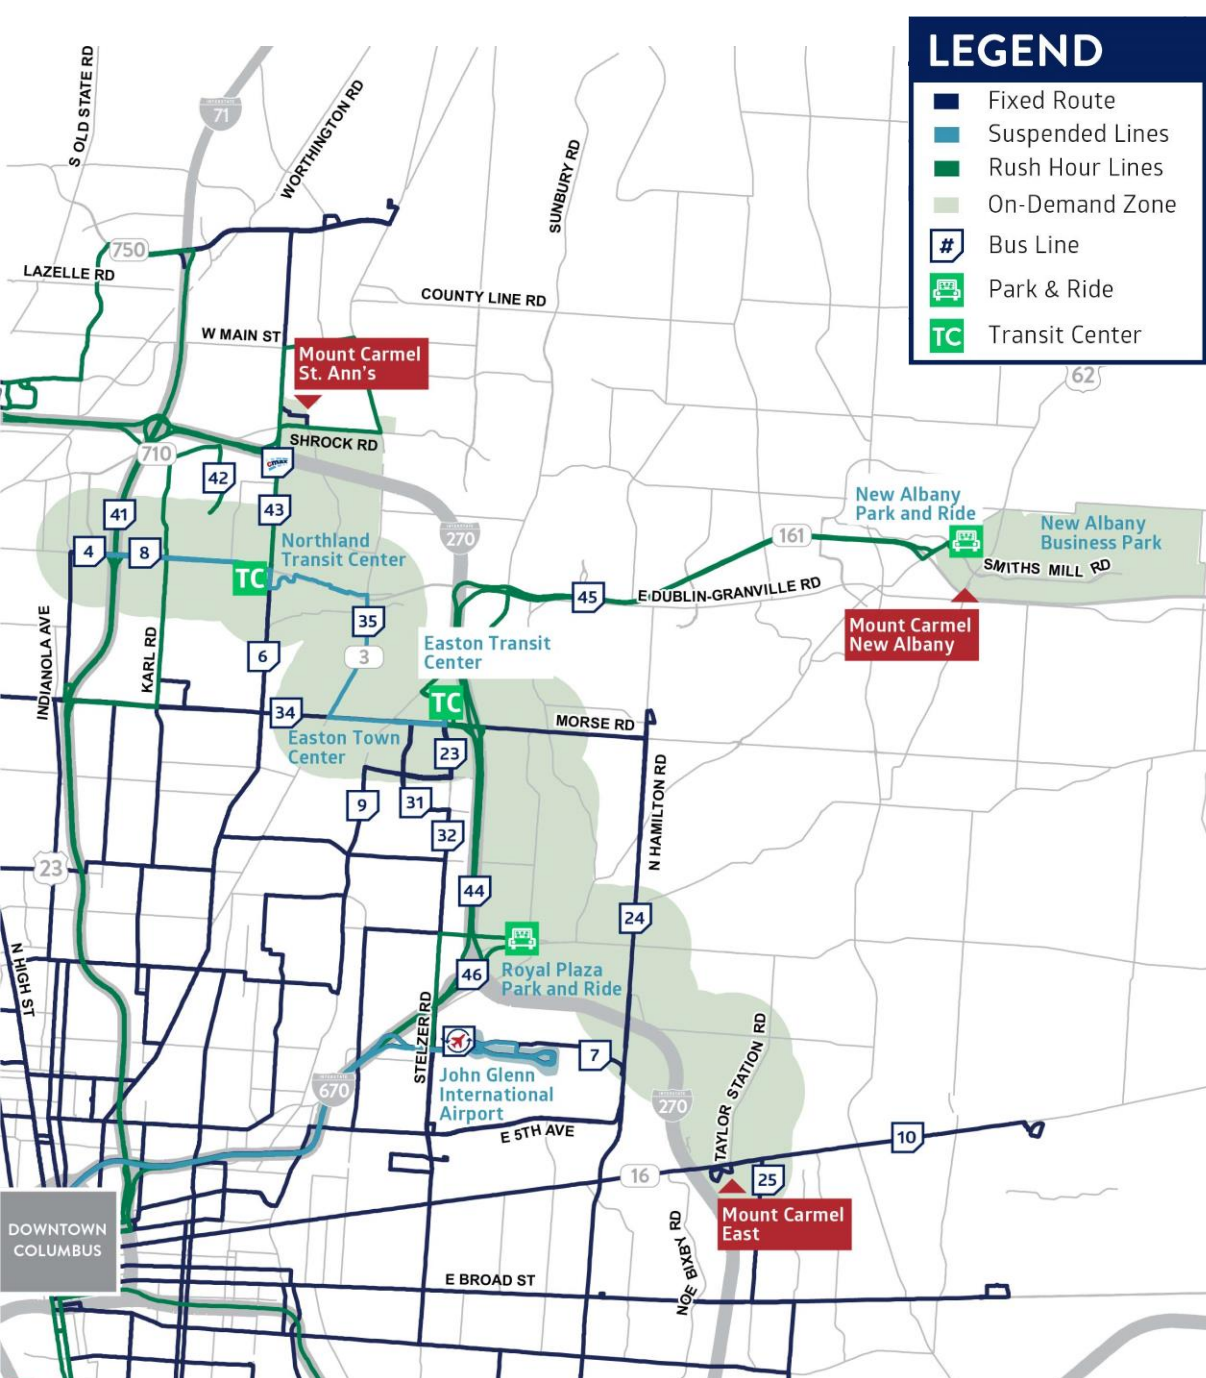 LEGEND
Fixed Route
Suspended Lines
Rush Hour Lines
On-Demand Zone
#
Bus Line
Park & Ride
TC
Transit Center
S OLD STATE RD
71
WORTHINGTON RD
SUNBURY RD
750
LAZELLE RD
COUNTY LINE RD
W MAIN ST
Mount Carmel
St. Ann's
62
SHROCK RD
710
cmax
42
43
41
270
New Albany
Park and Ride
161
New Albany
Business Park
SMITHS MILL RD
Northland
Transit Center
4
8
TC
45
E DUBLIN-GRANVILLE RD
Mount Carmel
New Albany
35
INDIANOLA AVE
KARL RD
6
3
Easton Transit
Center
TC
34
MORSE RD
Easton Town
Center
23
9
31
32
N HAMILTON RD
23
44
24
N HIGH ST
46
Royal Plaza
Park and Ride
STELZER RD
7
John Glenn
International
Airport
INTERSTATE
670
270
TAYLOR STATION RD
E 5TH AVE
10
16
25
Mount Carmel
East
DOWNTOWN
COLUMBUS
NOE BIXBY RD
E BROAD ST